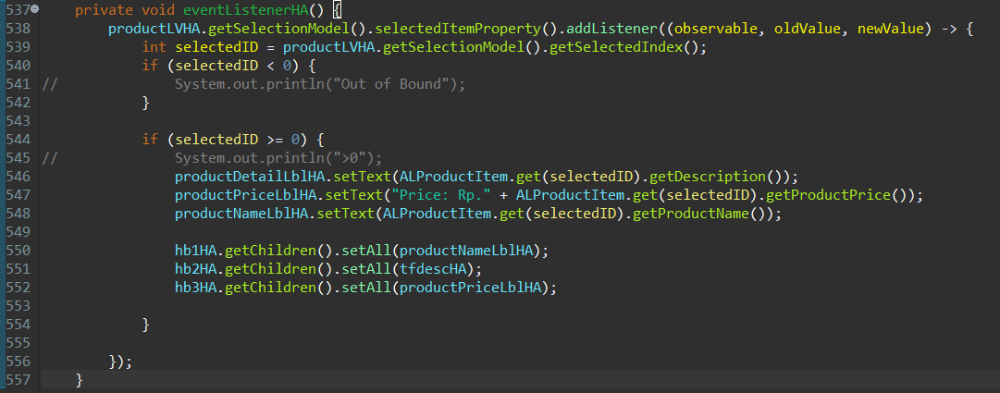 537    private void eventListenerHA() {
538        productLVHA.getSelectionModel().selectedItemProperty().addListener((observable, oldValue, newValue) -> {
539            int selectedID = productLVHA.getSelectionModel().getSelectedIndex();
540            if (selectedID < 0) {
541 //              System.out.println("Out of Bound");
542            }
543
544            if (selectedID >= 0) {
545 //              System.out.println(">0");
546                productDetailLblHA.setText(ALProductItem.get(selectedID).getDescription());
547                productPriceLblHA.setText("Price: Rp." + ALProductItem.get(selectedID).getProductPrice());
548                productNameLblHA.setText(ALProductItem.get(selectedID).getProductName());
549
550                hb1HA.getChildren().setAll(productNameLblHA);
551                hb2HA.getChildren().setAll(tfdescHA);
552                hb3HA.getChildren().setAll(productPriceLblHA);
553
554            }
555
556        });
557    }